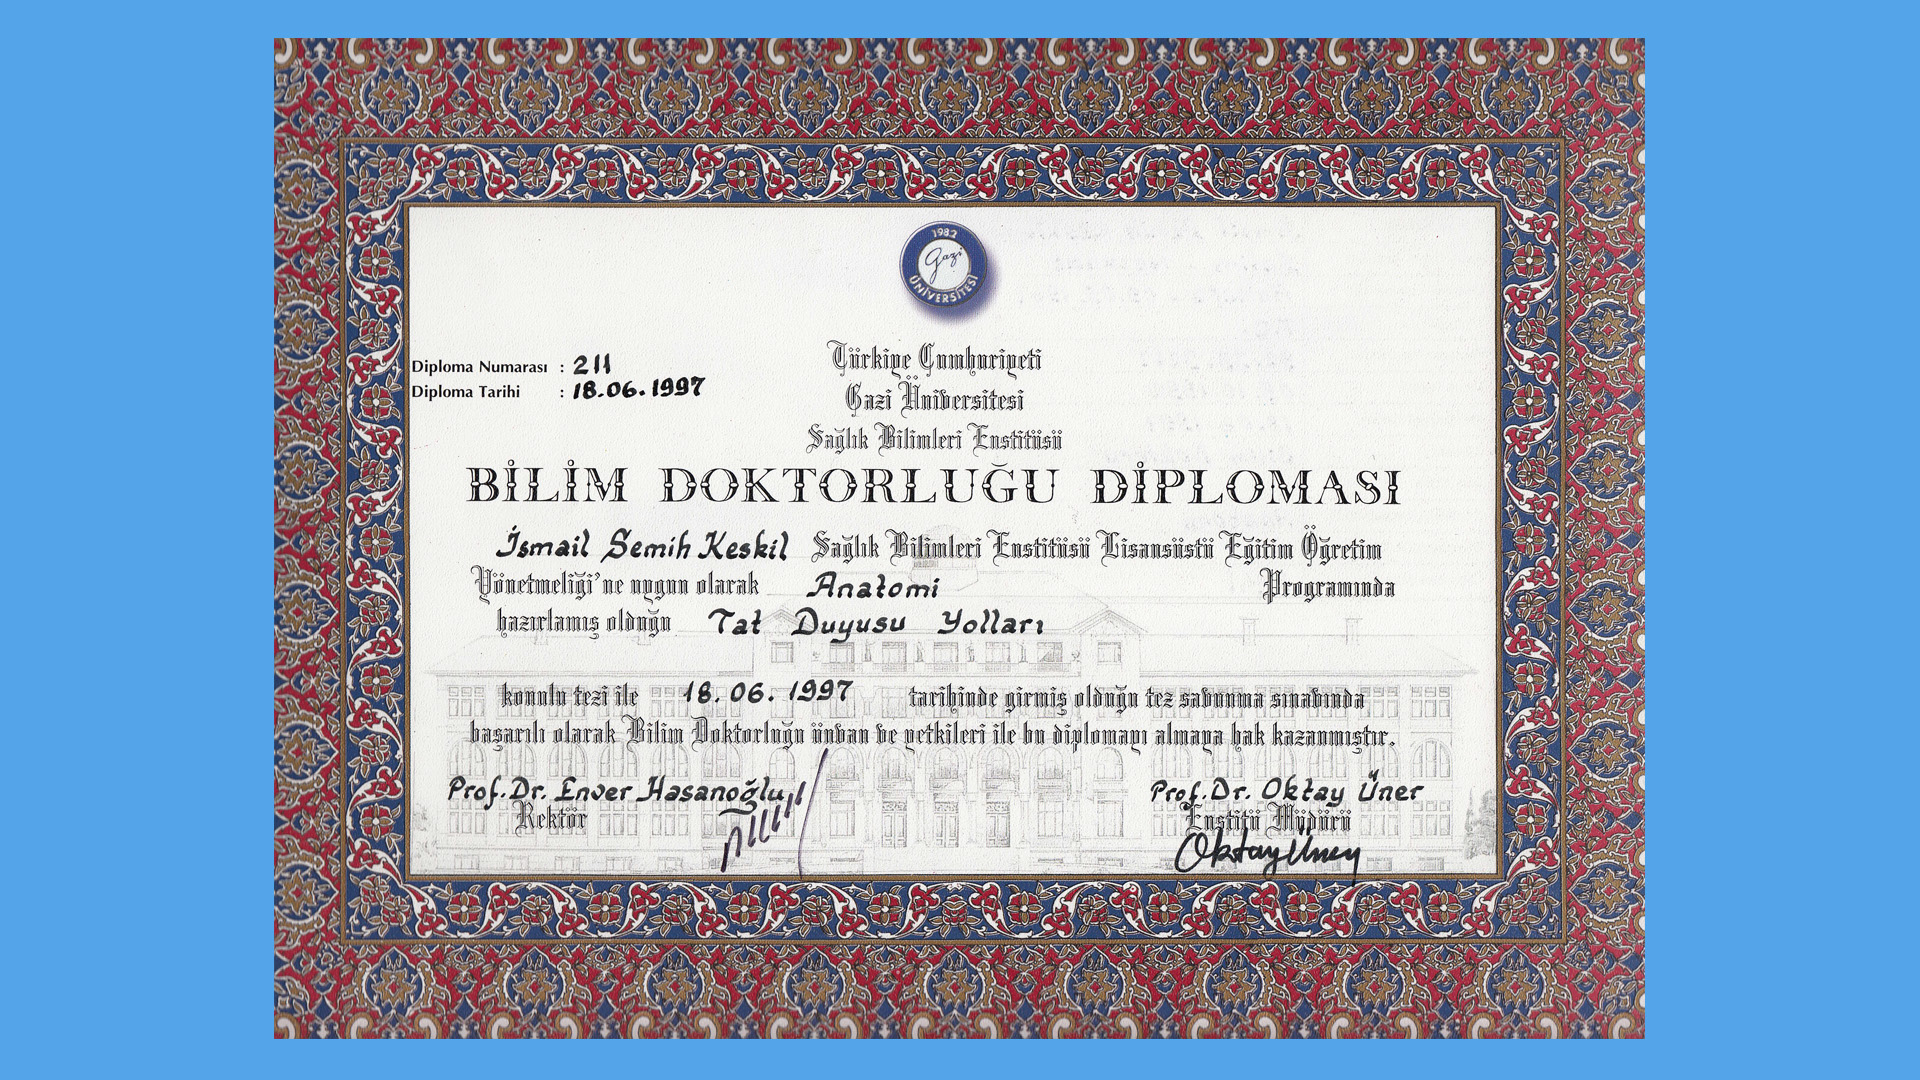 1982
Gazi
ÜNİVERSİTESİ
Diploma Numarası : 211
Diploma Tarihi : 18.06.1997
Türkiye Cumhuriyeti
Gazi Üniversitesi
Sağlık Bilimleri Enstitüsü
BİLİM DOKTORLUĞU DİPLOMASI
İsmail Semih Keskil Sağlık Bilimleri Enstitüsü Lisansüstü Eğitim Öğretim
Yönetmeliği'ne uygun olarak Anatomi Programında
hazırlamış olduğu Tat Duyusu Yolları
konulu tezi ile 18.06.1997 tarihinde girmiş olduğu tez savunma sınavında
başarılı olarak Bilim Doktorluğu ünvan ve yetkileri ile bu diplomayı almaya hak kazanmıştır.
Prof. Dr. Enver Hasanoğlu
Rektör
Prof. Dr. Oktay Üner
Enstitü Müdürü
Oktay Üner